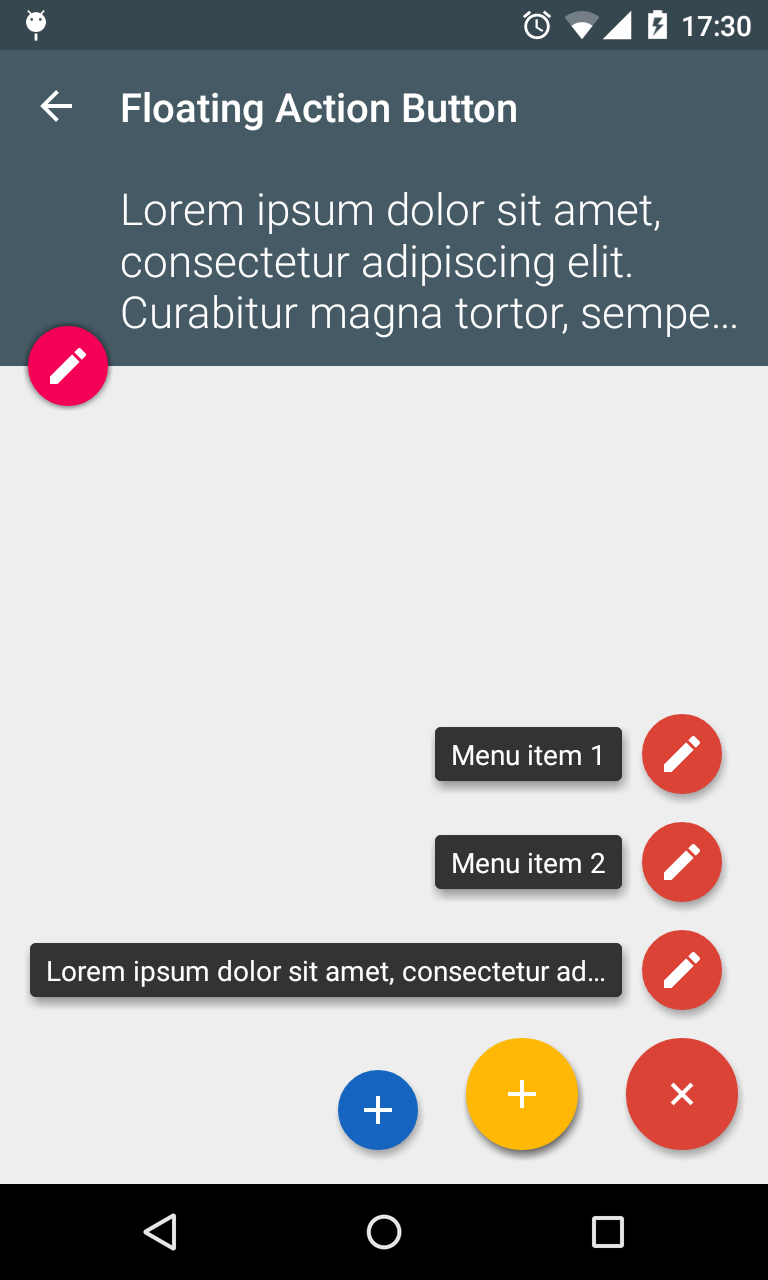 17:30
Floating Action Button
Lorem ipsum dolor sit amet,
consectetur adipiscing elit.
Curabitur magna tortor, sempe…
Menu item 1
Menu item 2
Lorem ipsum dolor sit amet, consectetur ad…